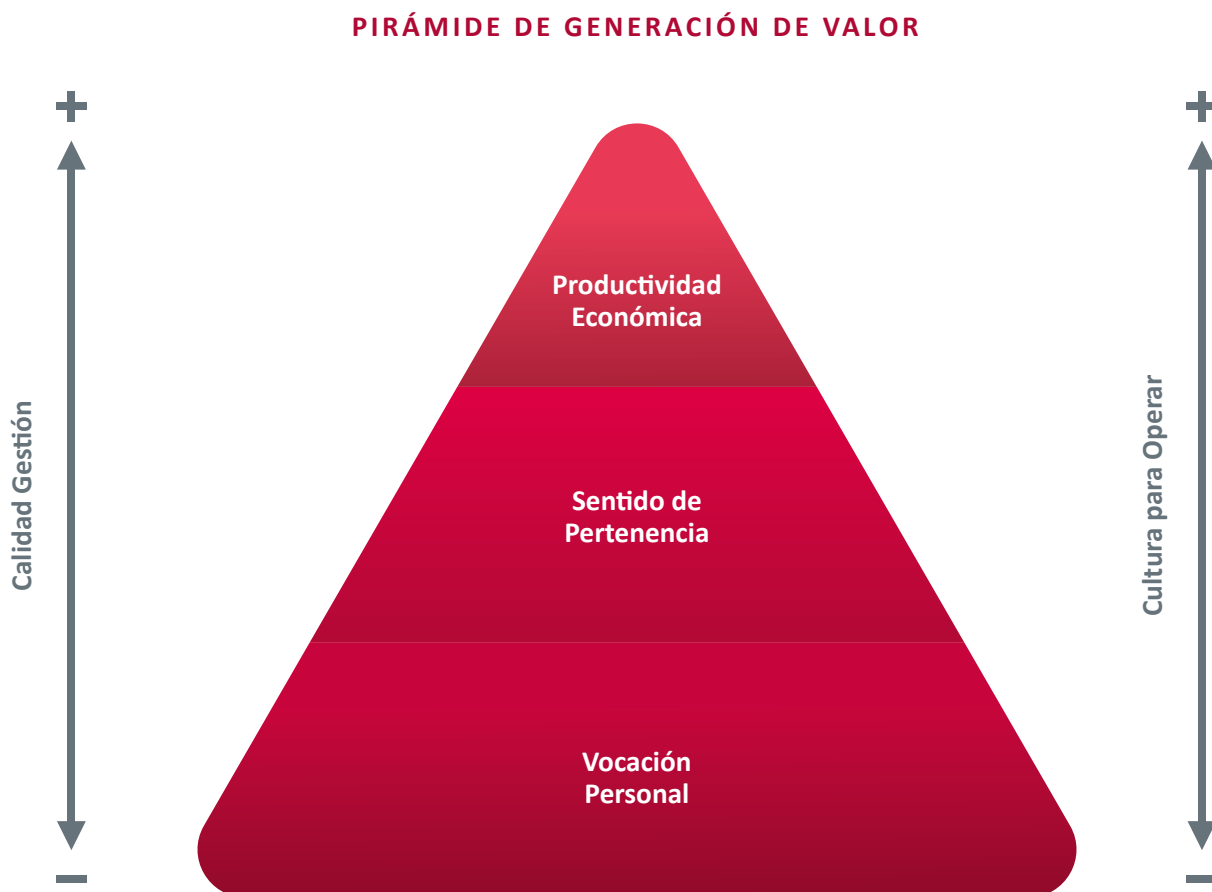 PIRÁMIDE DE GENERACIÓN DE VALOR
+
+
Productividad
Económica
Calidad Gestión
Cultura para Operar
Sentido de
Pertenencia
Vocación
Personal
−
−